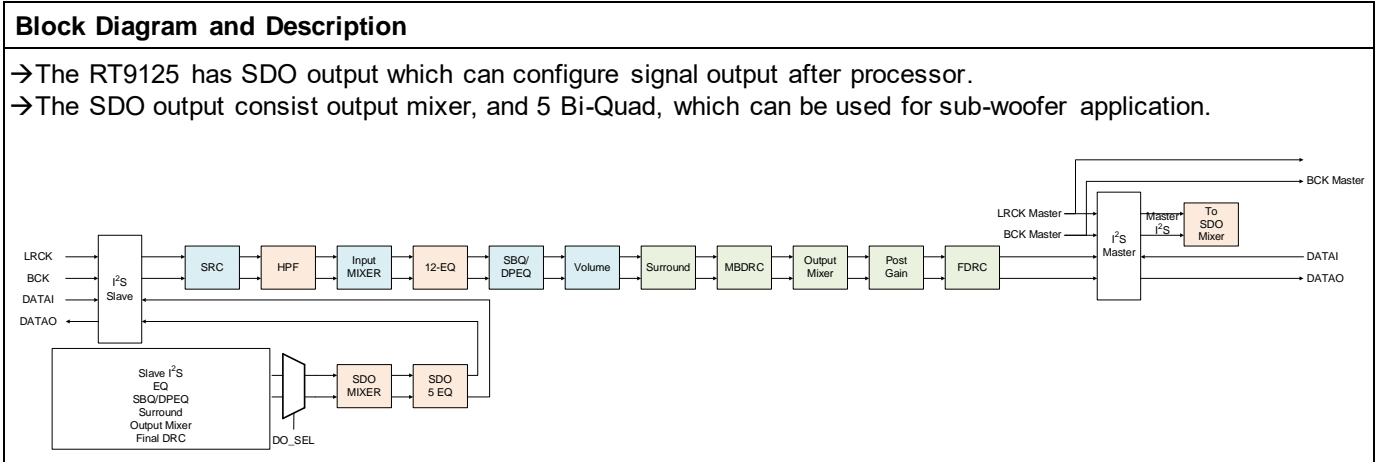 Block Diagram and Description
→The RT9125 has SDO output which can configure signal output after processor.
→The SDO output consist output mixer, and 5 Bi-Quad, which can be used for sub-woofer application.
BCK Master
LRCK Master
BCK Master
Master
I²S
To
SDO
Mixer
LRCK
BCK
DATAI
DATAO
I²S
Slave
SRC
HPF
Input
MIXER
12-EQ
SBQ/
DPEQ
Volume
Surround
MBDRC
Output
Mixer
Post
Gain
FDRC
I²S
Master
DATAI
DATAO
Slave I²S
EQ
SBQ/DPEQ
Surround
Output Mixer
Final DRC
DO_SEL
SDO
MIXER
SDO
5 EQ